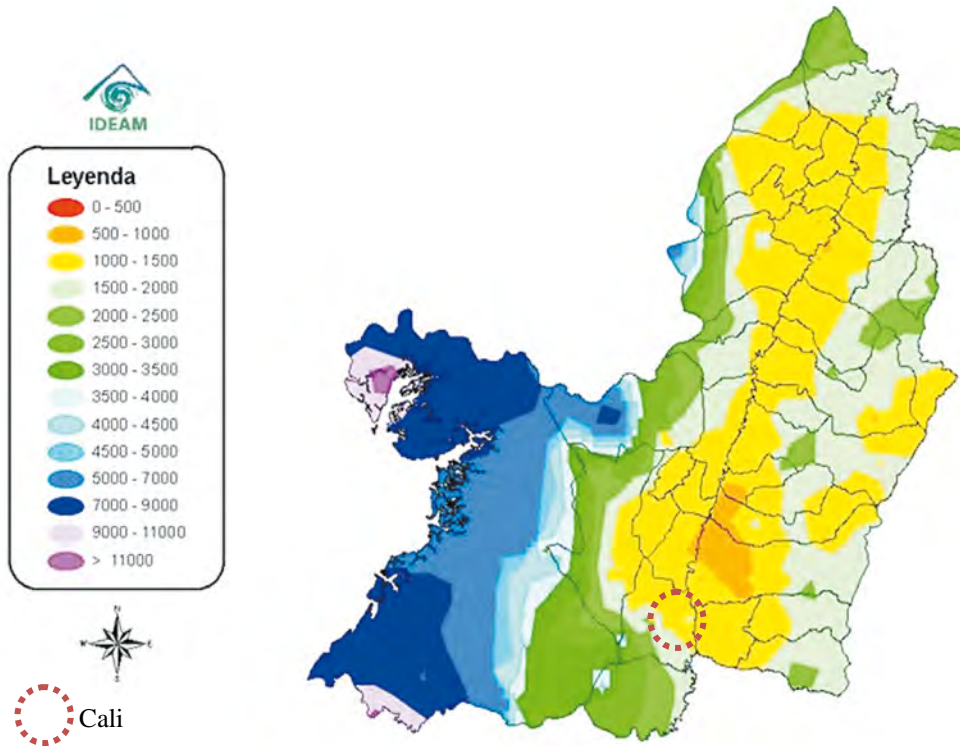 IDEAM
Leyenda
0 - 500
500 - 1000
1000 - 1500
1500 - 2000
2000 - 2500
2500 - 3000
3000 - 3500
3500 - 4000
4000 - 4500
4500 - 5000
5000 - 7000
7000 - 9000
9000 - 11000
> 11000
N
W E
S
Cali